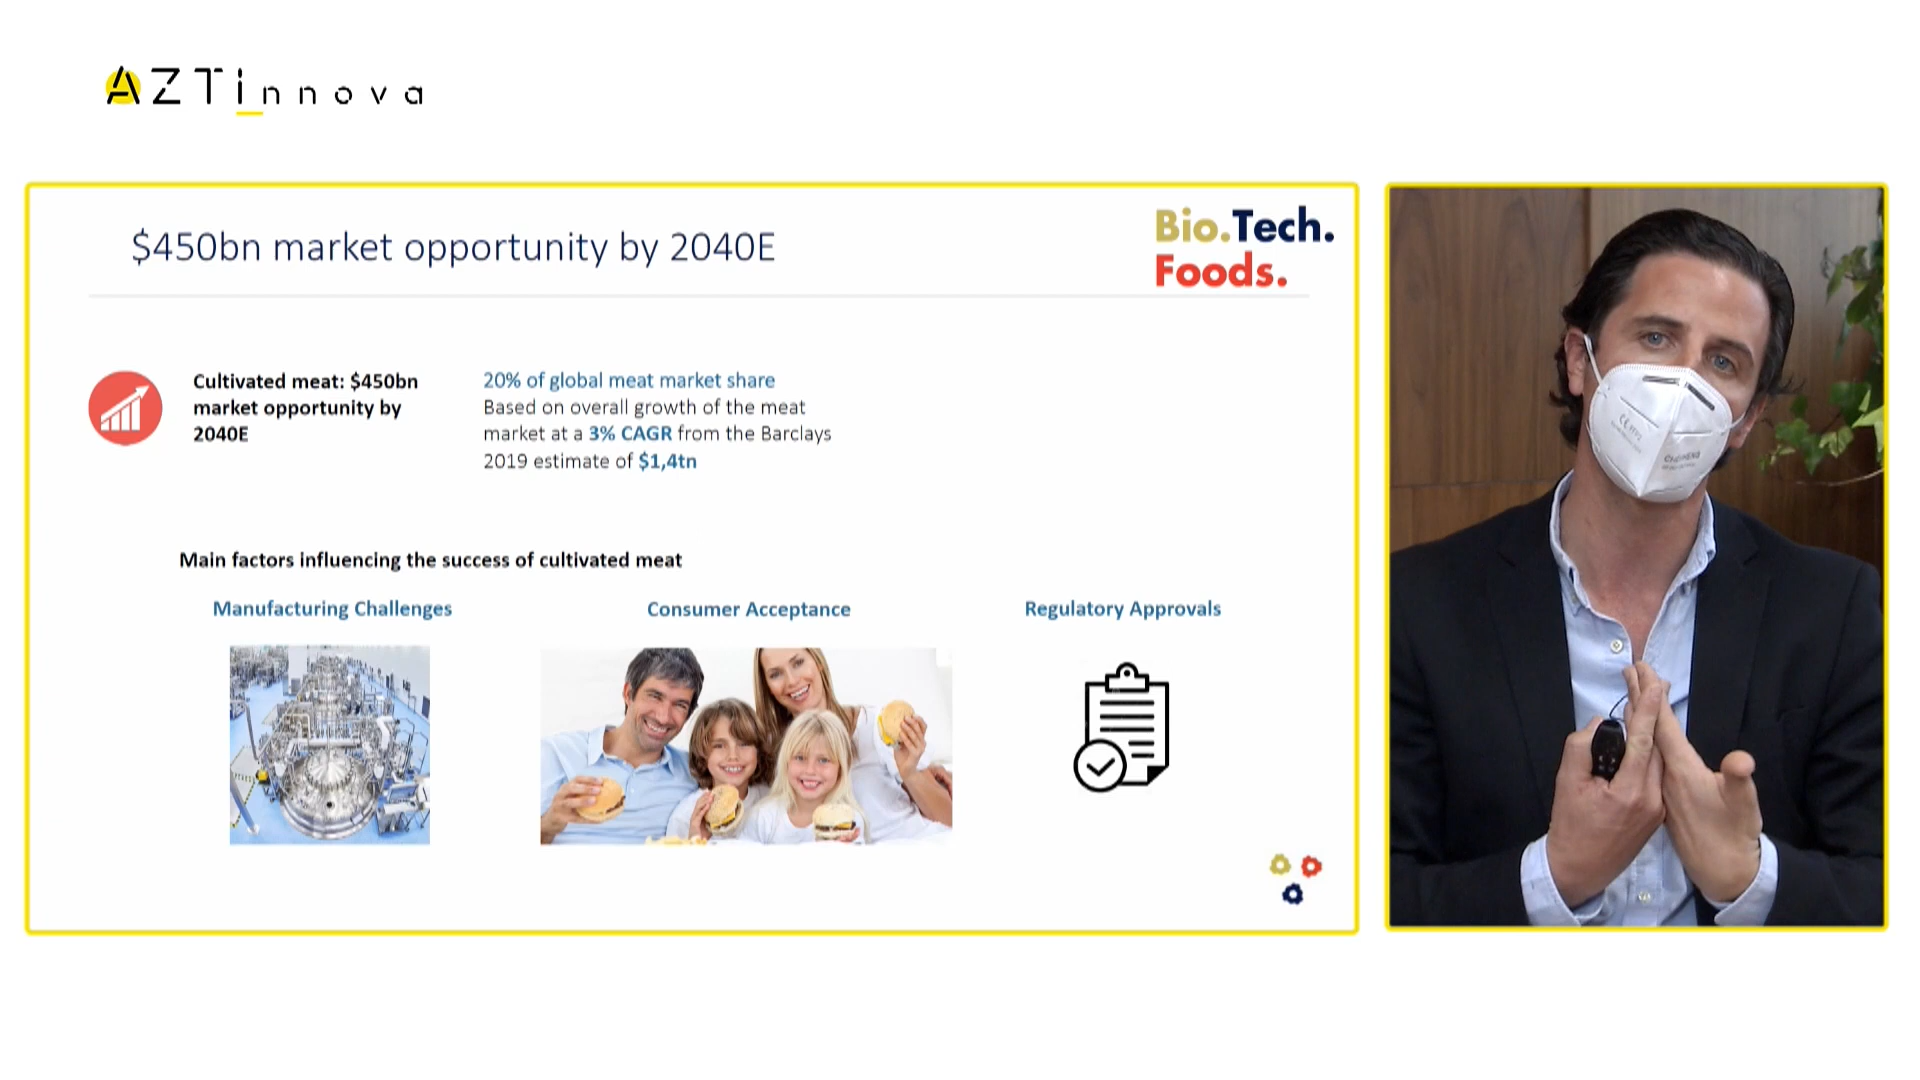 AZTInnova
$450bn market opportunity by 2040E
Bio.Tech.
Foods.
Cultivated meat: $450bn
market opportunity by
2040E
20% of global meat market share
Based on overall growth of the meat
market at a 3% CAGR from the Barclays
2019 estimate of $1,4tn
Main factors influencing the success of cultivated meat
Manufacturing Challenges
Consumer Acceptance
Regulatory Approvals